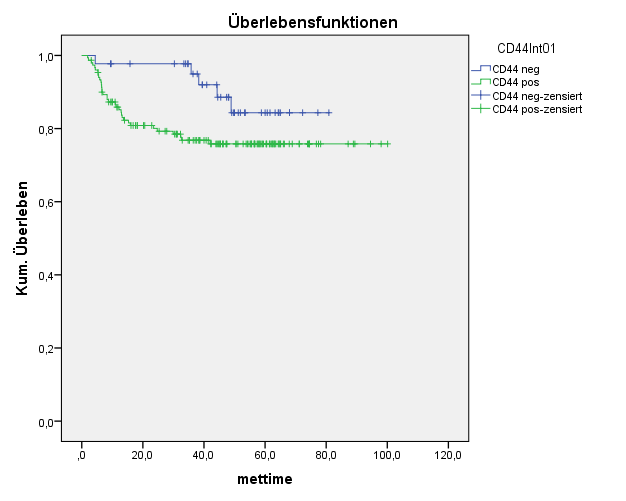 Überlebensfunktionen
CD44Int01
CD44 neg
CD44 pos
CD44 neg-zensiert
CD44 pos-zensiert
Kum. Überleben
1,0
0,8
0,6
0,4
0,2
0,0
,0 20,0 40,0 60,0 80,0 100,0 120,0
mettime